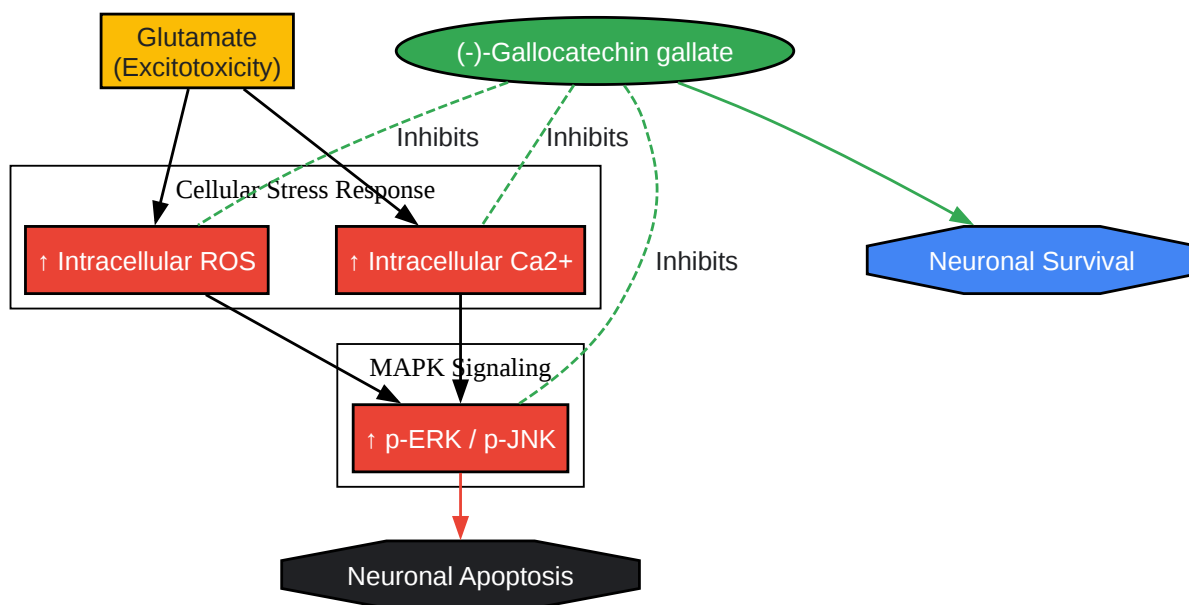 Glutamate
(Excitotoxicity)
(-)-Gallocatechin gallate
Inhibits
Inhibits
Cellular Stress Response
↑ Intracellular ROS
↑ Intracellular Ca2+
Inhibits
Neuronal Survival
MAPK Signaling
↑ p-ERK / p-JNK
Neuronal Apoptosis